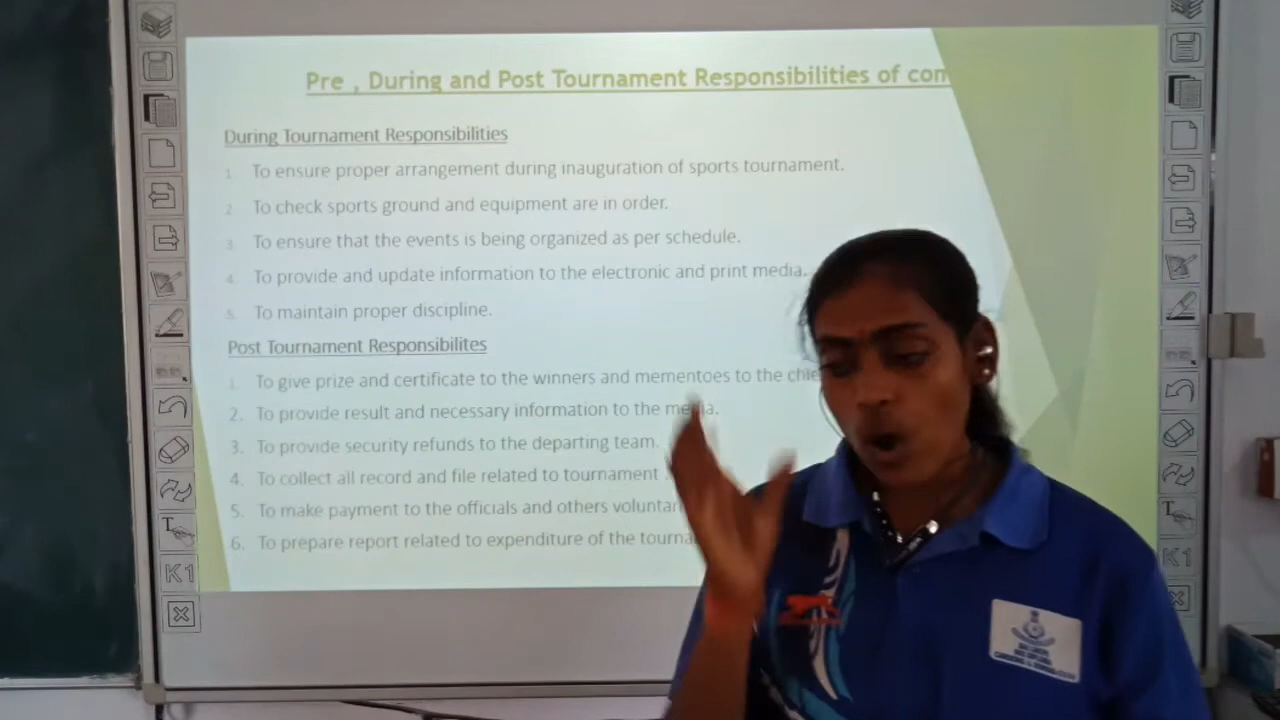 Pre , During and Post Tournament Responsibilities of com
During Tournament Responsibilities
1. To ensure proper arrangement during inauguration of sports tournament.
2. To check sports ground and equipment are in order.
3. To ensure that the events is being organized as per schedule.
4. To provide and update information to the electronic and print media.
5. To maintain proper discipline.
Post Tournament Responsibilites
1. To give prize and certificate to the winners and mementoes to the chie
2. To provide result and necessary information to the media.
3. To provide security refunds to the departing team.
4. To collect all record and file related to tournament
5. To make payment to the officials and others voluntar
6. To prepare report related to expenditure of the tourna
T
K1
T
K1